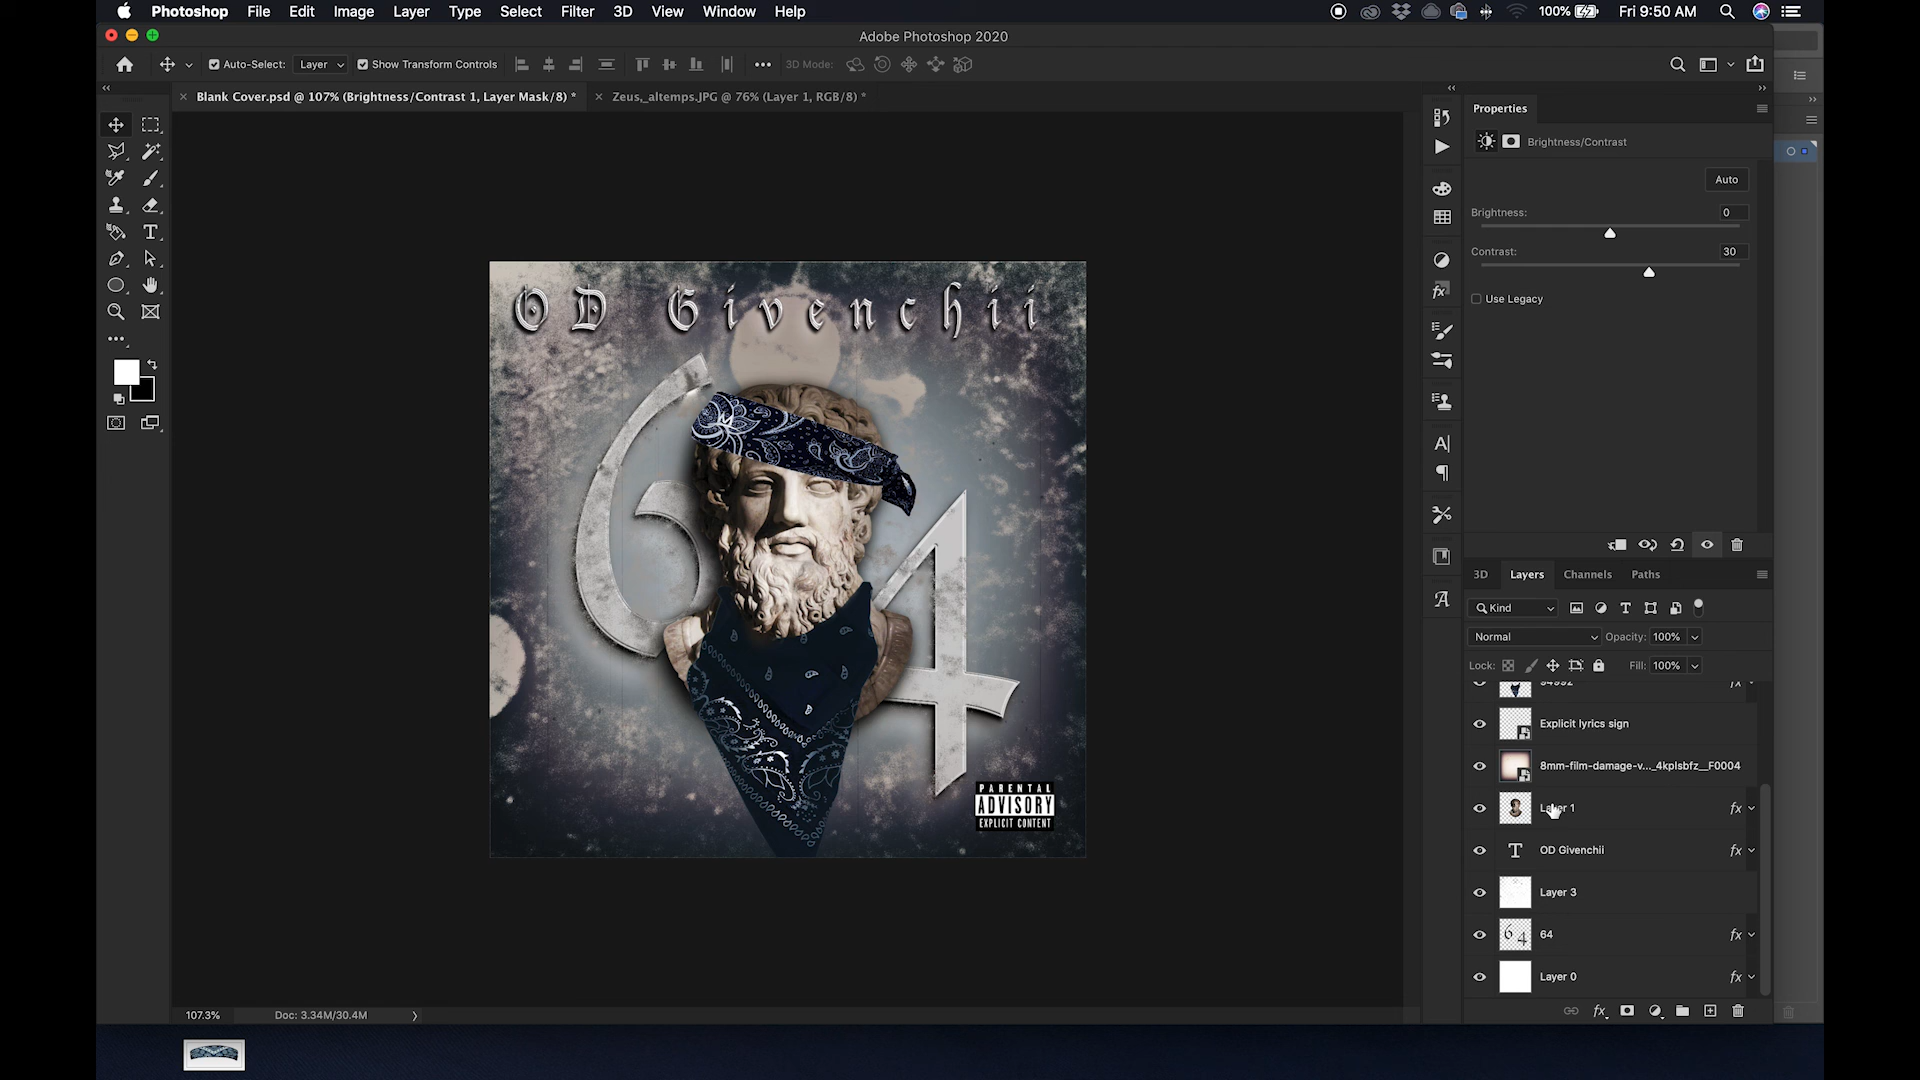 Photoshop File Edit Image Layer Type Select Filter 3D View Window Help 100% Fri 9:50 AM
Adobe Photoshop 2020
Auto-Select: Layer Show Transform Controls 3D Mode:
Blank Cover.psd @ 107% (Brightness/Contrast 1, Layer Mask/8) * Zeus,_altemps.JPG @ 76% (Layer 1, RGB/8) *
Properties
Brightness/Contrast
Auto
Brightness: 0
Contrast: 30
Use Legacy
OD Givenchii
64
PARENTAL
ADVISORY
EXPLICIT CONTENT
3D Layers Channels Paths
Kind
Normal Opacity: 100%
Lock: Fill: 100%
Explicit lyrics sign
8mm-film-damage-v..._4kplsbfz__F0004
Layer 1
OD Givenchii
Layer 3
64
Layer 0
107.3% Doc: 3.34M/30.4M